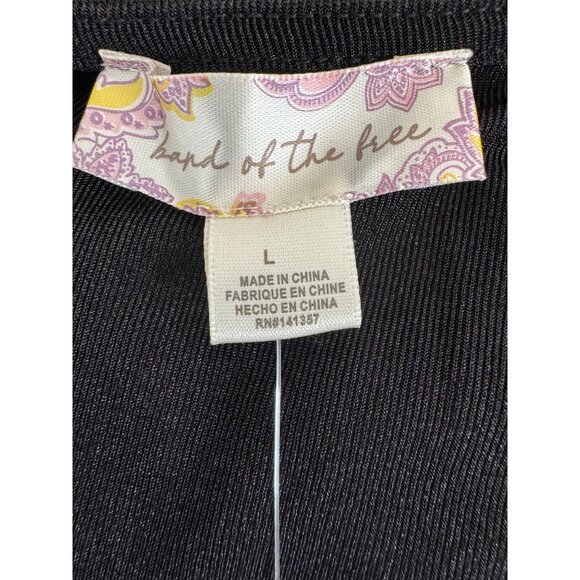 band of the free
L
MADE IN CHINA
FABRIQUE EN CHINE
HECHO EN CHINA
RN#141357